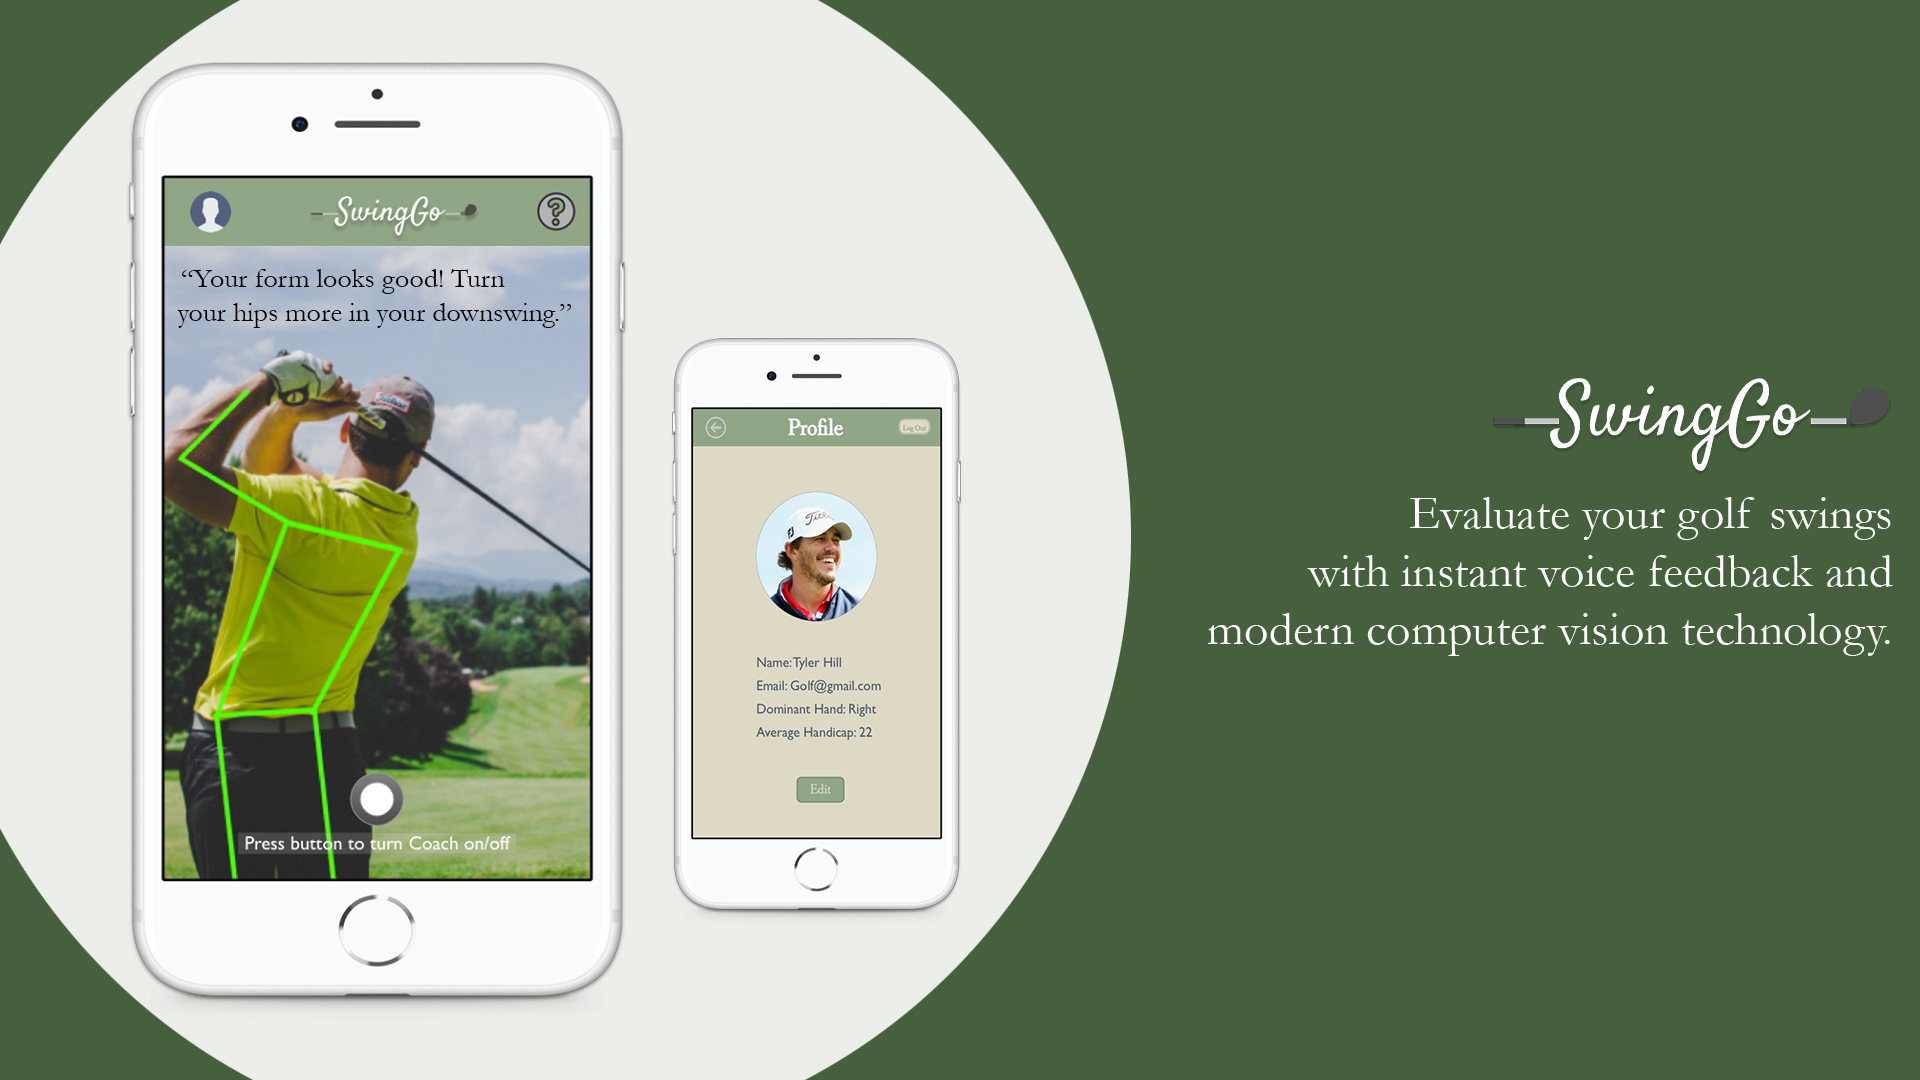 SwingGo
“Your form looks good! Turn
your hips more in your downswing.”
Titleist
Press button to turn Coach on/off
Profile
Log Out
Name: Tyler Hill
Email: Golf@gmail.com
Dominant Hand: Right
Average Handicap: 22
Edit
SwingGo
Evaluate your golf swings
with instant voice feedback and
modern computer vision technology.